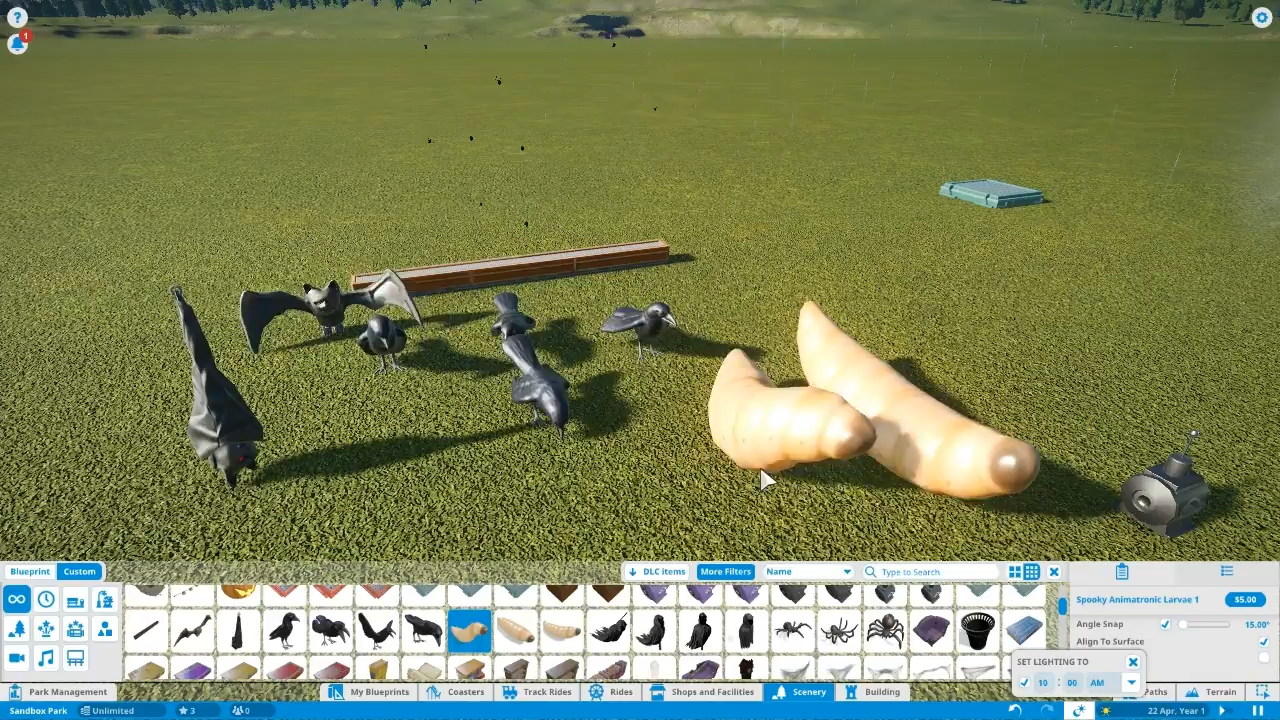 ?
1
Blueprint
Custom
DLC Items
More Filters
Name
Type to Search
Spooky Animatronic Larvae 1
$5.00
Angle Snap
15.00°
Align To Surface
SET LIGHTING TO
10 : 00 AM
Park Management
My Blueprints
Coasters
Track Rides
Rides
Shops and Facilities
Scenery
Building
Paths
Terrain
Sandbox Park
Unlimited
3
0
22 Apr, Year 1